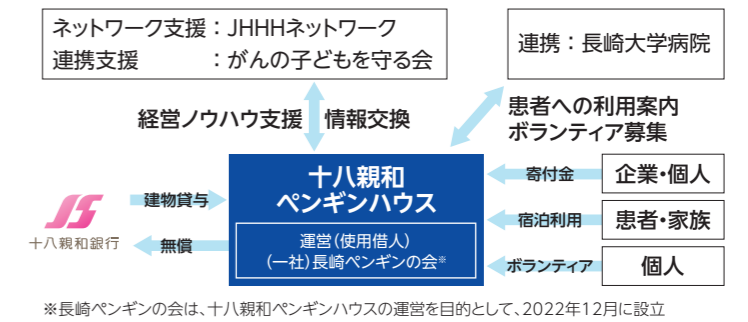 ネットワーク支援：JHHHネットワーク
連携支援　　　　：がんの子どもを守る会
連携：長崎大学病院
経営ノウハウ支援
情報交換
患者への利用案内
ボランティア募集
十八親和
ペンギンハウス
運営（使用借人）
（一社）長崎ペンギンの会※
建物貸与
無償
JS
十八親和銀行
寄付金
企業・個人
宿泊利用
患者・家族
ボランティア
個人
※長崎ペンギンの会は、十八親和ペンギンハウスの運営を目的として、2022年12月に設立